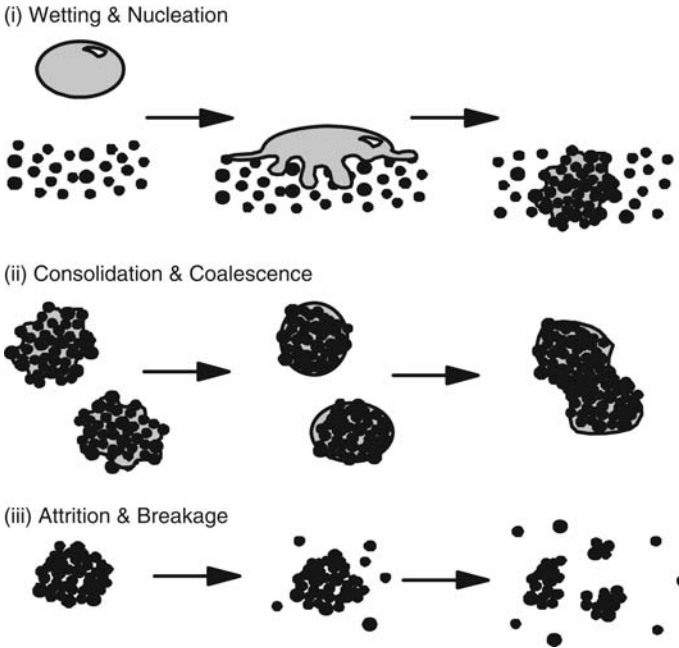 (i) Wetting & Nucleation
(ii) Consolidation & Coalescence
(iii) Attrition & Breakage